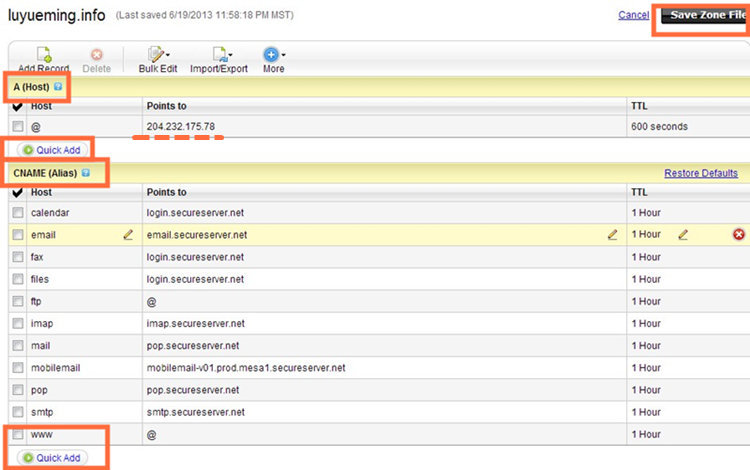 luyueming.info (Last saved 6/19/2013 11:58:18 PM MST) Cancel Save Zone File
Add Record Delete Bulk Edit Import/Export More
A (Host)
Host Points to TTL
@ 204.232.175.78 600 seconds
Quick Add
CNAME (Alias) Restore Defaults
Host Points to TTL
calendar login.secureserver.net 1 Hour
email email.secureserver.net 1 Hour
fax login.secureserver.net 1 Hour
files login.secureserver.net 1 Hour
ftp @ 1 Hour
imap imap.secureserver.net 1 Hour
mail pop.secureserver.net 1 Hour
mobilemail mobilemail-v01.prod.mesa1.secureserver.net 1 Hour
pop pop.secureserver.net 1 Hour
smtp smtp.secureserver.net 1 Hour
www @ 1 Hour
Quick Add